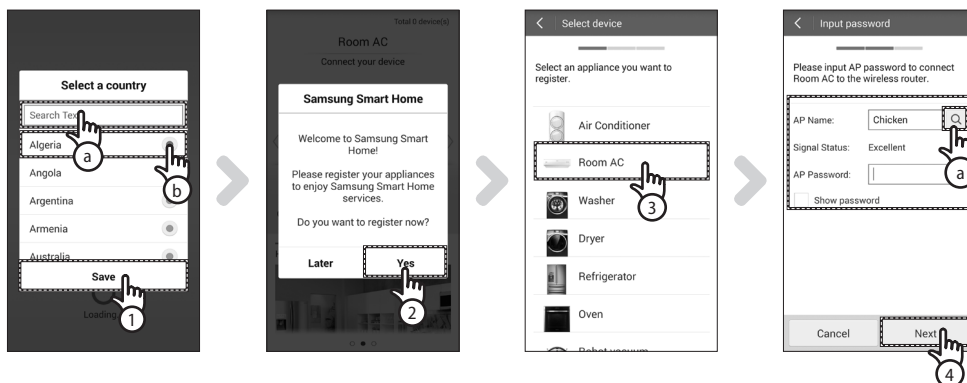 Select a country
Search Tex
a
Algeria
b
Angola
Argentina
Armenia
Australia
Save
Loading
1
Total 0 device(s)
Room AC
Connect your device
Samsung Smart Home
Welcome to Samsung Smart
Home!
Please register your appliances
to enjoy Samsung Smart Home
services.
Do you want to register now?
Later Yes
2
Select device
Select an appliance you want to
register.
Air Conditioner
Room AC
3
Washer
Dryer
Refrigerator
Oven
Robot vacuum
Input password
Please input AP password to connect
Room AC to the wireless router.
AP Name: Chicken
a
Signal Status: Excellent
AP Password:
Show password
Cancel Next
4